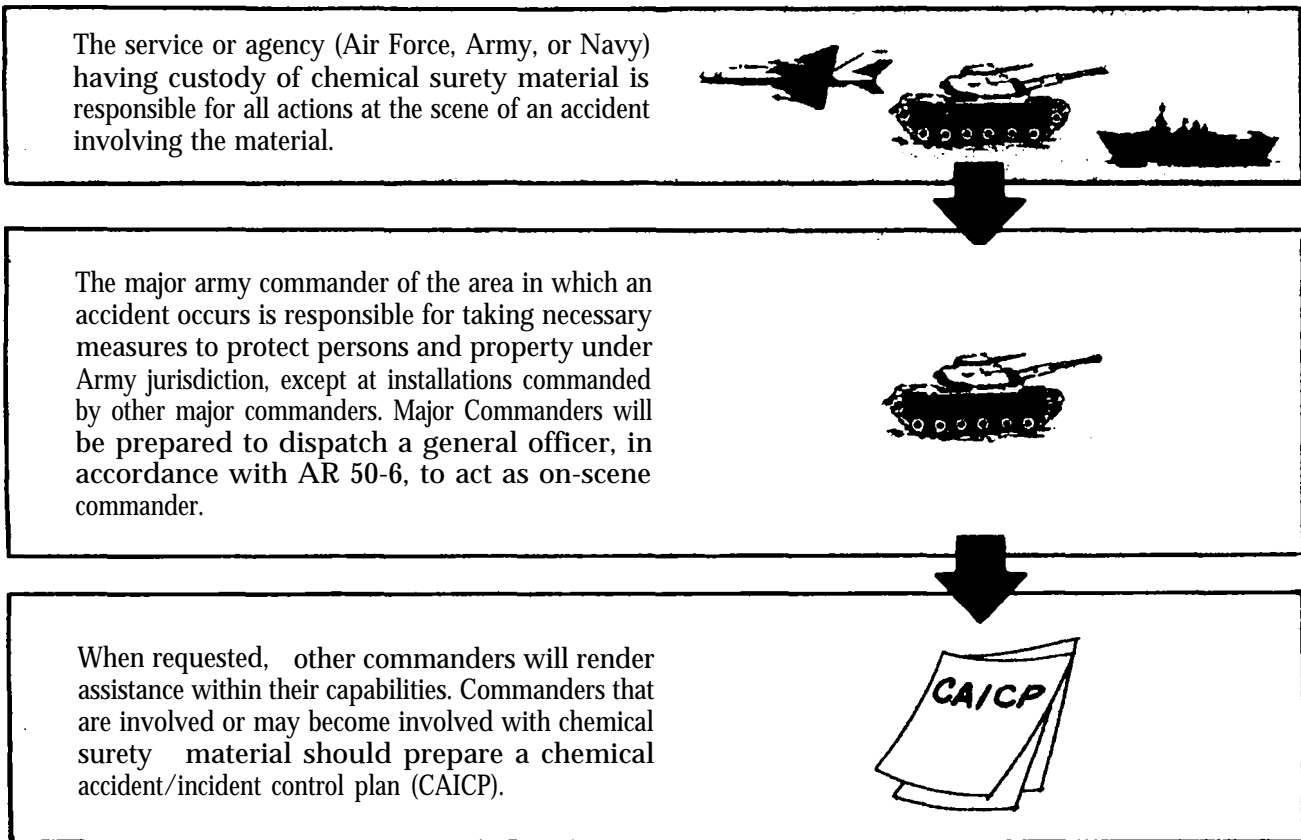 The service or agency (Air Force, Army, or Navy)
having custody of chemical surety material is
responsible for all actions at the scene of an accident
involving the material.
The major army commander of the area in which an
accident occurs is responsible for taking necessary
measures to protect persons and property under
Army jurisdiction, except at installations commanded
by other major commanders. Major Commanders will
be prepared to dispatch a general officer, in
accordance with AR 50-6, to act as on-scene
commander.
When requested, other commanders will render
assistance within their capabilities. Commanders that
are involved or may become involved with chemical
surety material should prepare a chemical
accident/incident control plan (CAICP).
CAICP